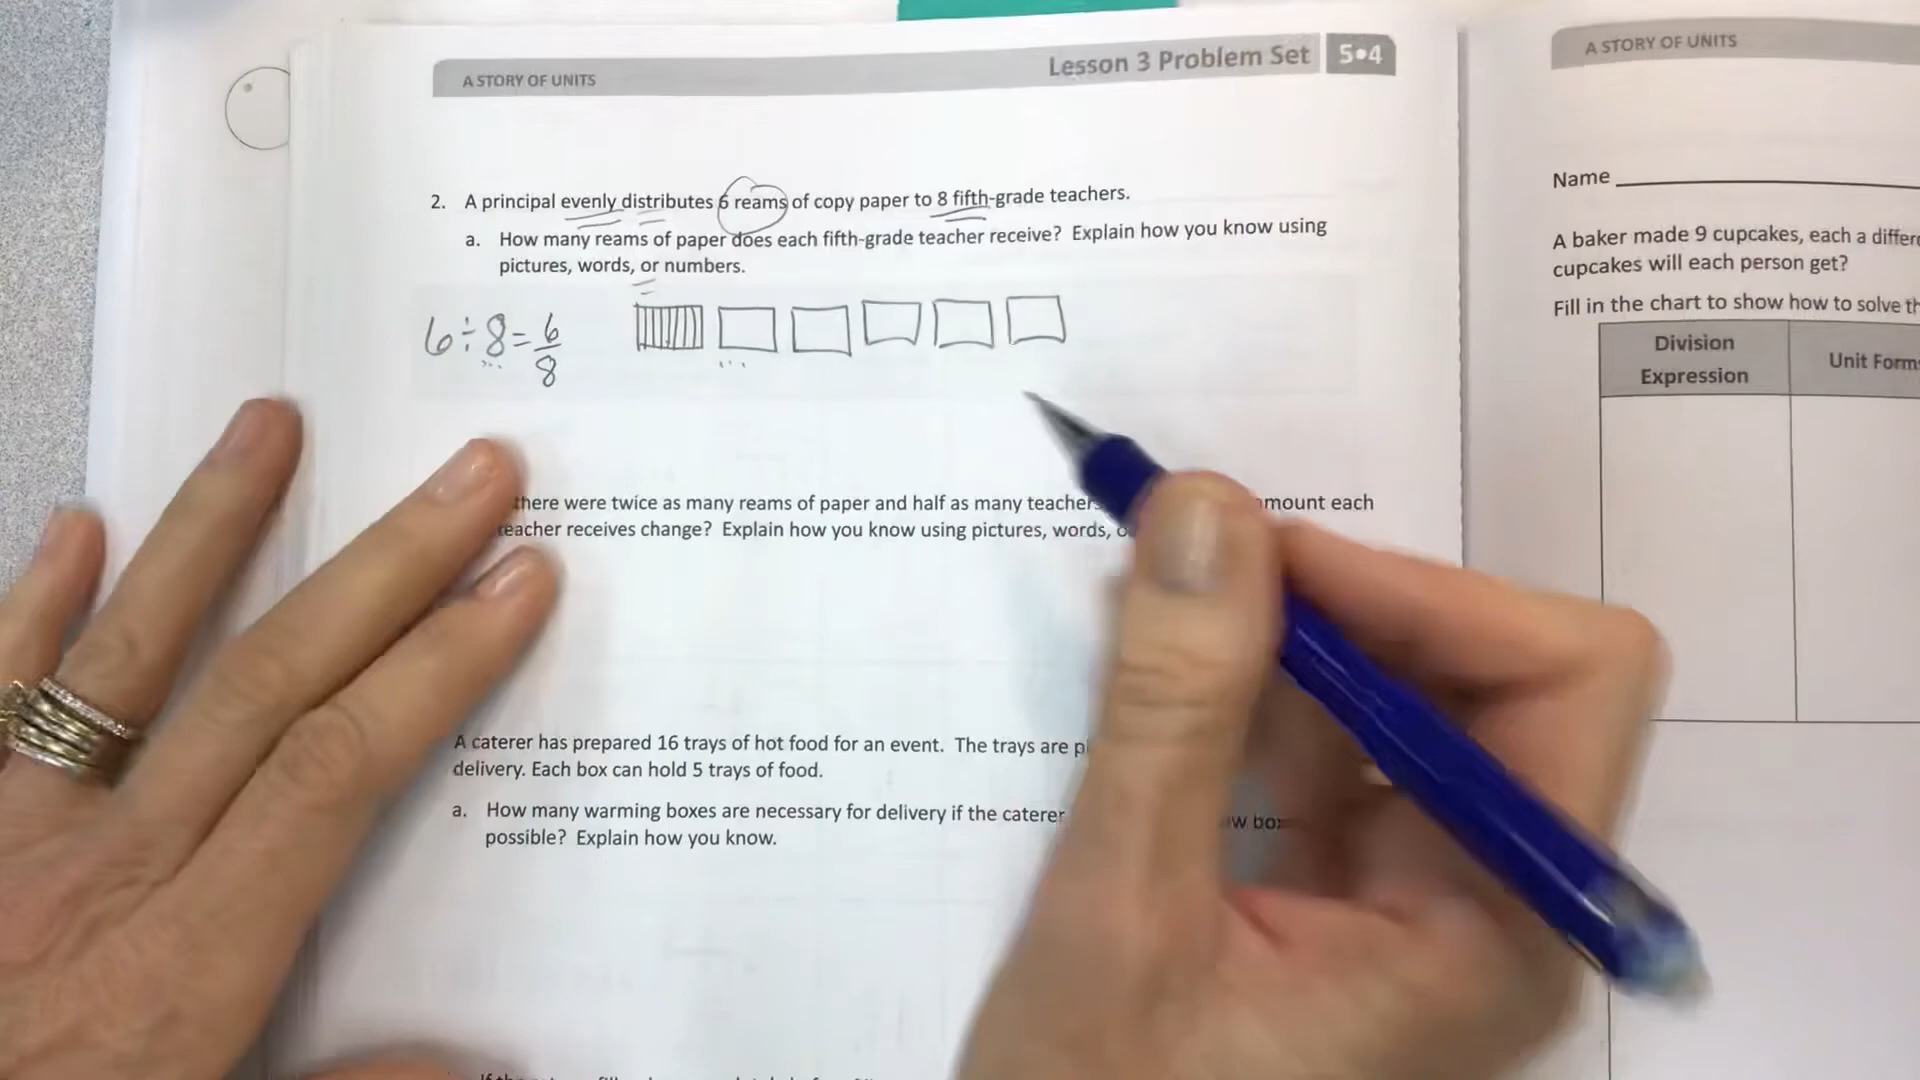 A STORY OF UNITS
Lesson 3 Problem Set 5•4
2. A principal evenly distributes 6 reams of copy paper to 8 fifth-grade teachers.
a. How many reams of paper does each fifth-grade teacher receive? Explain how you know using
pictures, words, or numbers.
6 ÷ 8 = 6/8
there were twice as many reams of paper and half as many teachers amount each
teacher receives change? Explain how you know using pictures, words,
A caterer has prepared 16 trays of hot food for an event. The trays are
delivery. Each box can hold 5 trays of food.
a. How many warming boxes are necessary for delivery if the caterer
possible? Explain how you know.
A STORY OF UNITS
Name
A baker made 9 cupcakes, each a
cupcakes will each person get?
Fill in the chart to show how to solve
Division
Expression
Unit